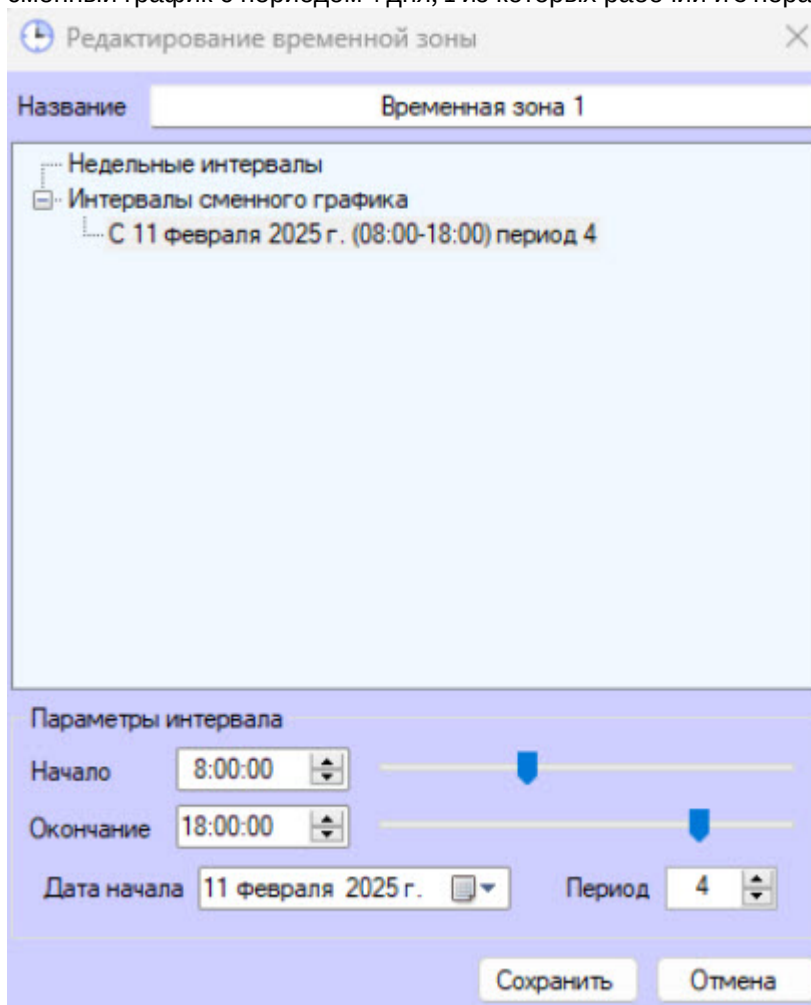 Редактирование временной зоны
Название Временная зона 1
Недельные интервалы
Интервалы сменного графика
С 11 февраля 2025 г. (08:00-18:00) период 4
Параметры интервала
Начало 8:00:00
Окончание 18:00:00
Дата начала 11 февраля 2025 г. Период 4
Сохранить Отмена